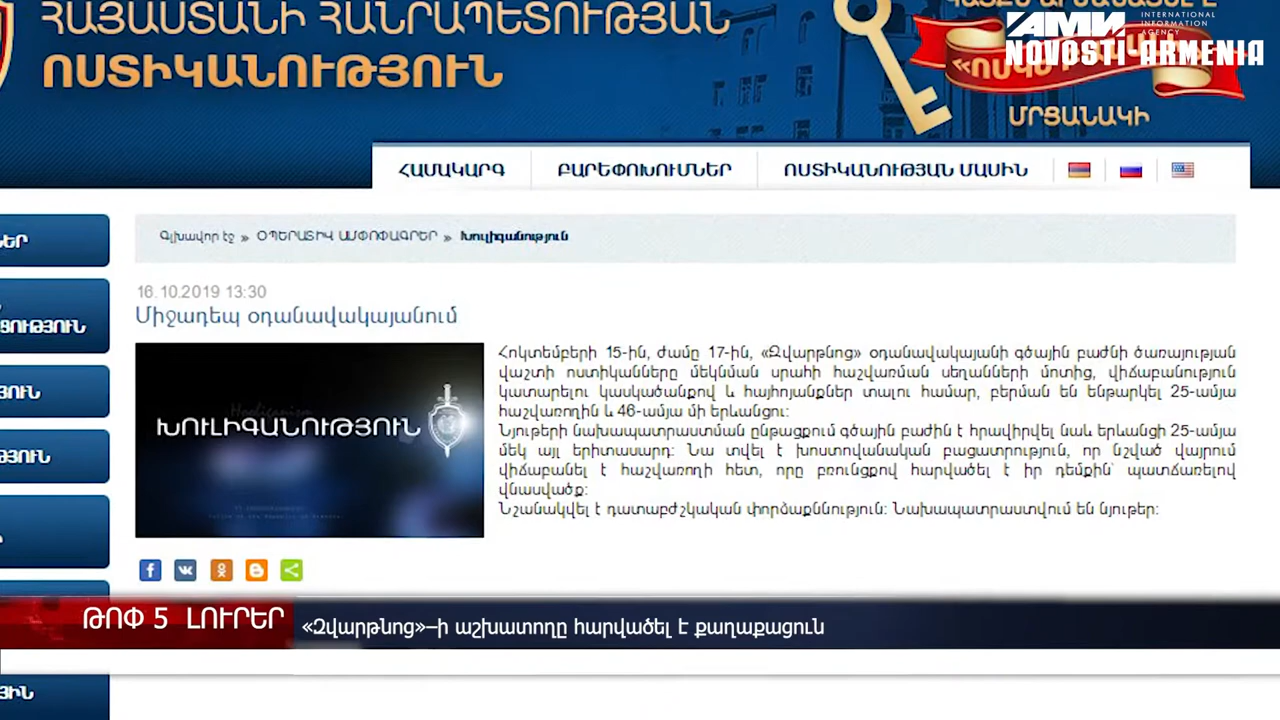 ՀԱՅԱՍՏԱՆԻ ՀԱՆՐԱՊԵՏՈՒԹՅԱՆ
ՈՍՏԻԿԱՆՈՒԹՅՈՒՆ
ԱՄԻ
INTERNATIONAL
INFORMATION
AGENCY
NOVOSTI-ARMENIA
ՄՐՑԱՆԱԿԻ
ՀԱՄԱԿԱՐԳ
ԲԱՐԵՓՈԽՈՒՄՆԵՐ
ՈՍՏԻԿԱՆՈՒԹՅԱՆ ՄԱՍԻՆ
Գլխավոր էջ » ՕՊԵՐԱՏԻՎ ԱՄՓՈՓԱԳՐԵՐ » Խուլիգանություն
16.10.2019 13:30
Միջադեպ օդանավակայանում
Hooliganism
ԽՈՒԼԻԳԱՆՈՒԹՅՈՒՆ
Հոկտեմբերի 15-ին, ժամը 17-ին, «Զվարթնոց» օդանավակայանի գծային բաժնի ծառայության
վաշտի ոստիկանները մեկնման սրահի հաշվառման սեղանների մոտից, վիճաբանություն
կատարելու կասկածանքով և հայհոյանքներ տալու համար, բերման են ենթարկել 25-ամյա
հաշվառողին և 46-ամյա մի երևանցու:
Նյութերի նախապատրաստման ընթացքում գծային բաժին է հրավիրվել նաև երևանցի 25-ամյա
մեկ այլ երիտասարդ: Նա տվել է խոստովանական բացատրություն, որ նշված վայրում
վիճաբանել է հաշվառողի հետ, որը բռունցքով հարվածել է իր դեմքին՝ պատճառելով
վնասվածք:
Նշանակվել է դատաբժշկական փորձաքննություն: Նախապատրաստվում են նյութեր:
ԹՈՓ 5 ԼՈՒՐԵՐ
«Զվարթնոց»–ի աշխատողը հարվածել է քաղաքացուն